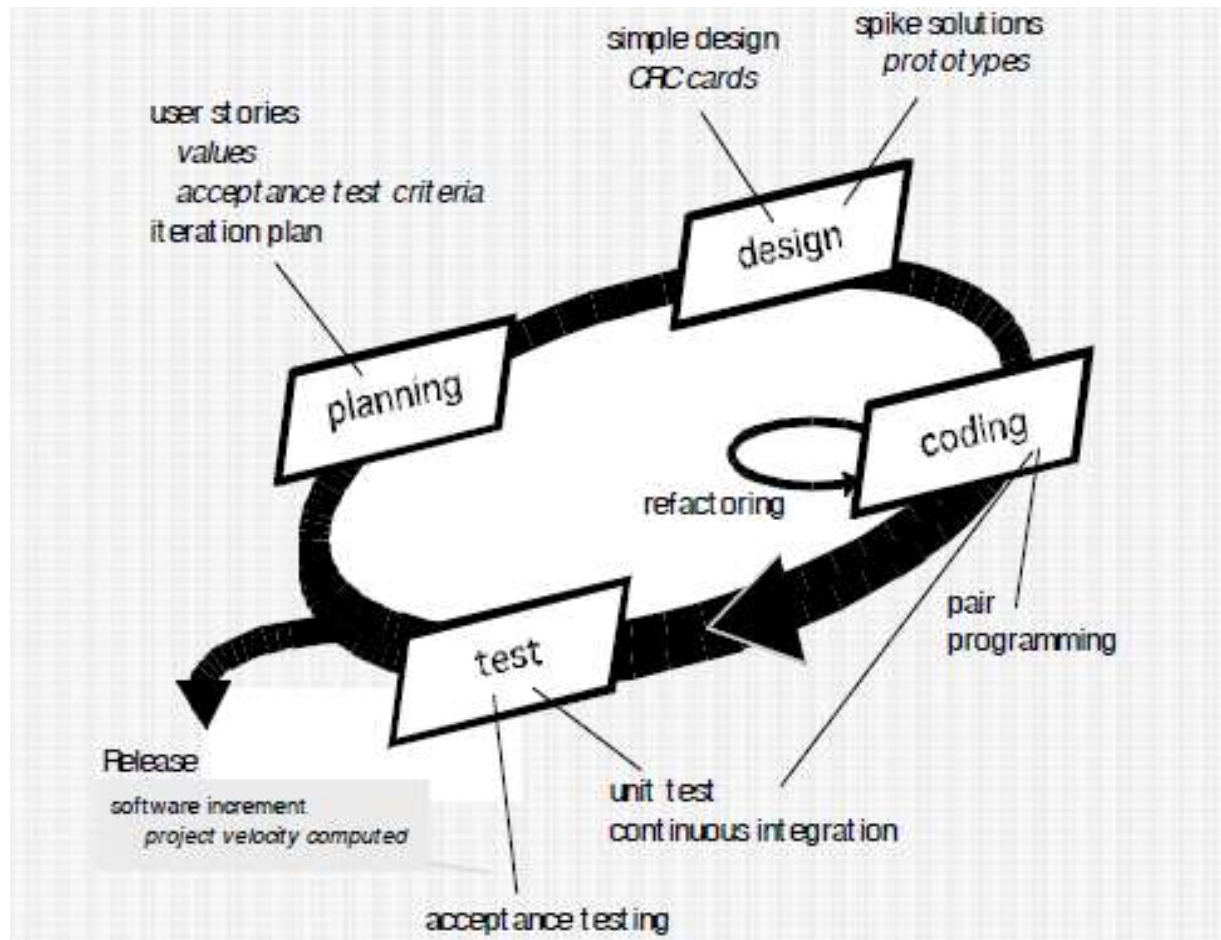 simple design
CRC cards
spike solutions
prototypes
user stories
values
acceptance test criteria
iteration plan
design
planning
coding
refactoring
pair
programming
test
Release
software increment
project velocity computed
unit test
continuous integration
acceptance testing